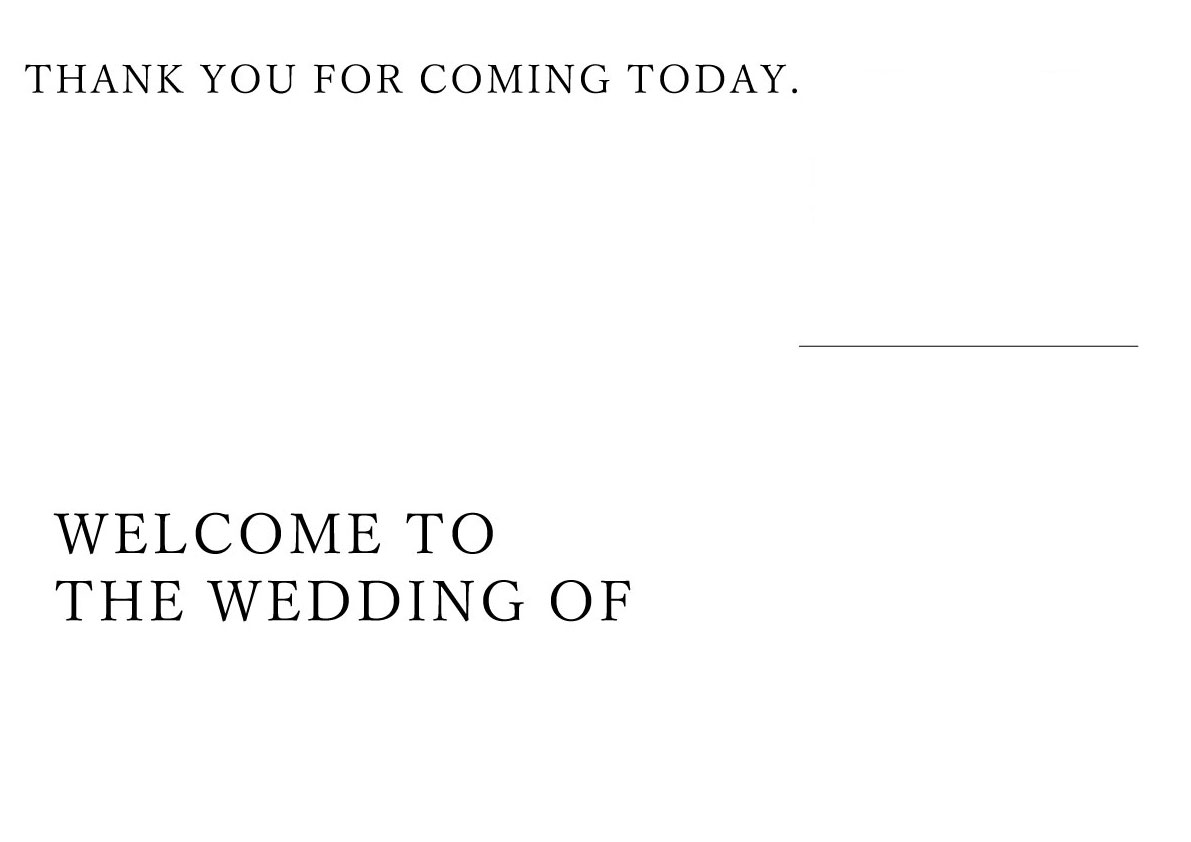 THANK YOU FOR COMING TODAY.
WELCOME TO
THE WEDDING OF